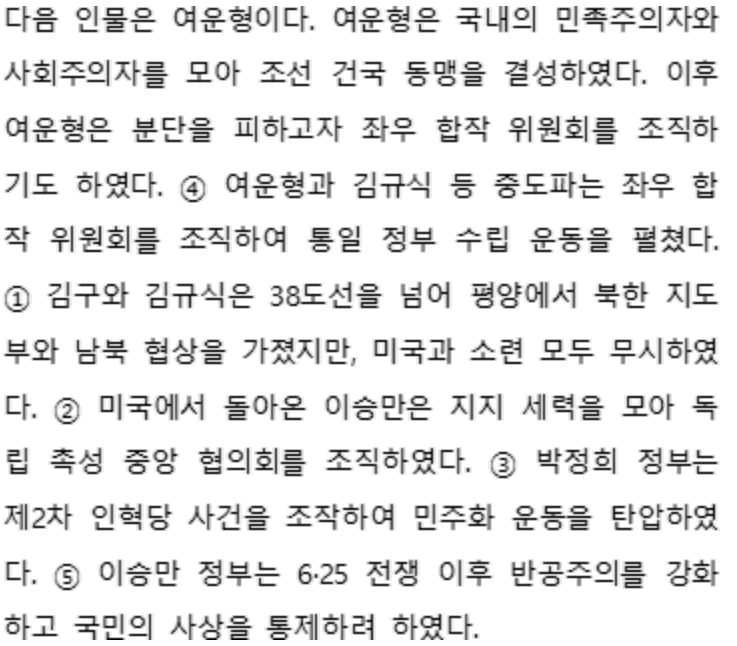 다음 인물은 여운형이다. 여운형은 국내의 민족주의자와
사회주의자를 모아 조선 건국 동맹을 결성하였다. 이후
여운형은 분단을 피하고자 좌우 합작 위원회를 조직하
기도 하였다. ④ 여운형과 김규식 등 중도파는 좌우 합
작 위원회를 조직하여 통일 정부 수립 운동을 펼쳤다.
① 김구와 김규식은 38도선을 넘어 평양에서 북한 지도
부와 남북 협상을 가졌지만, 미국과 소련 모두 무시하였
다. ② 미국에서 돌아온 이승만은 지지 세력을 모아 독
립 촉성 중앙 협의회를 조직하였다. ③ 박정희 정부는
제2차 인혁당 사건을 조작하여 민주화 운동을 탄압하였
다. ⑤ 이승만 정부는 6·25 전쟁 이후 반공주의를 강화
하고 국민의 사상을 통제하려 하였다.